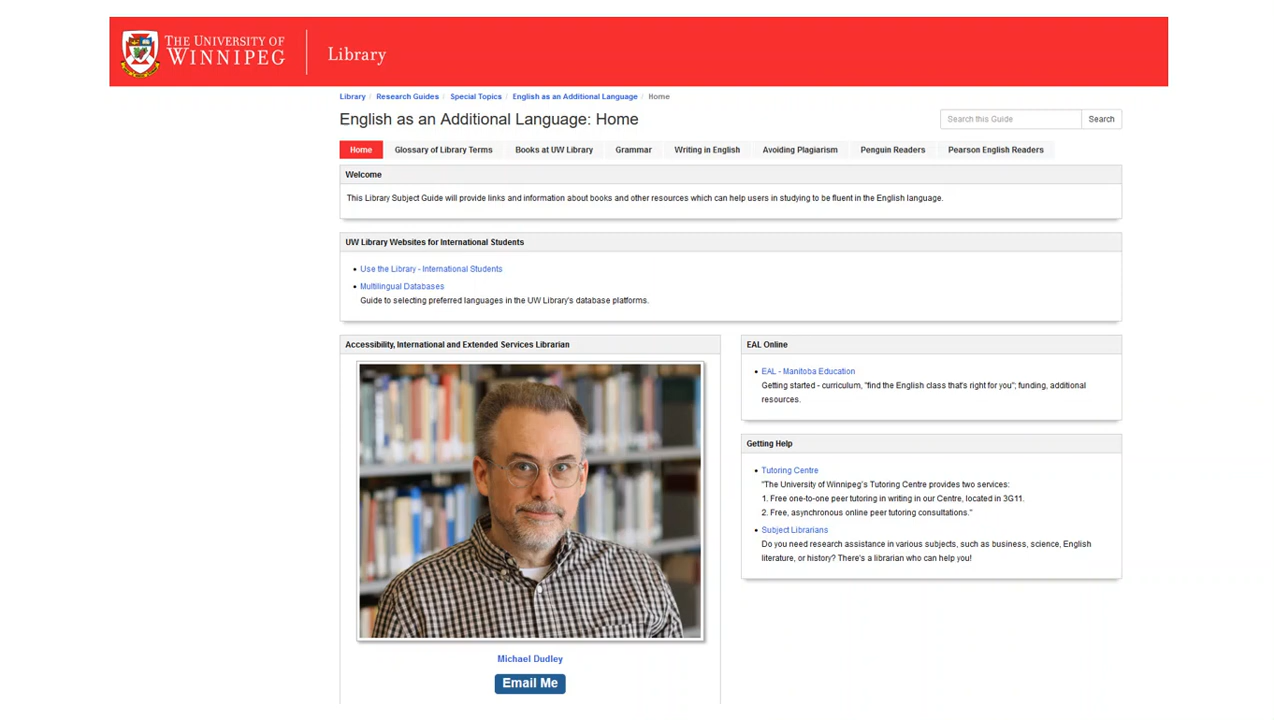 THE UNIVERSITY OF
WINNIPEG
Library
Library / Research Guides / Special Topics / English as an Additional Language / Home
English as an Additional Language: Home
Search this Guide
Search
Home
Glossary of Library Terms
Books at UW Library
Grammar
Writing in English
Avoiding Plagiarism
Penguin Readers
Pearson English Readers
Welcome
This Library Subject Guide will provide links and information about books and other resources which can help users in studying to be fluent in the English language.
UW Library Websites for International Students
• Use the Library - International Students
• Multilingual Databases
Guide to selecting preferred languages in the UW Library's database platforms.
Accessibility, International and Extended Services Librarian
Michael Dudley
Email Me
EAL Online
• EAL - Manitoba Education
Getting started - curriculum, "find the English class that's right for you"; funding, additional
resources.
Getting Help
• Tutoring Centre
"The University of Winnipeg's Tutoring Centre provides two services:
1. Free one-to-one peer tutoring in writing in our Centre, located in 3G11.
2. Free, asynchronous online peer tutoring consultations."
• Subject Librarians
Do you need research assistance in various subjects, such as business, science, English
literature, or history? There's a librarian who can help you!